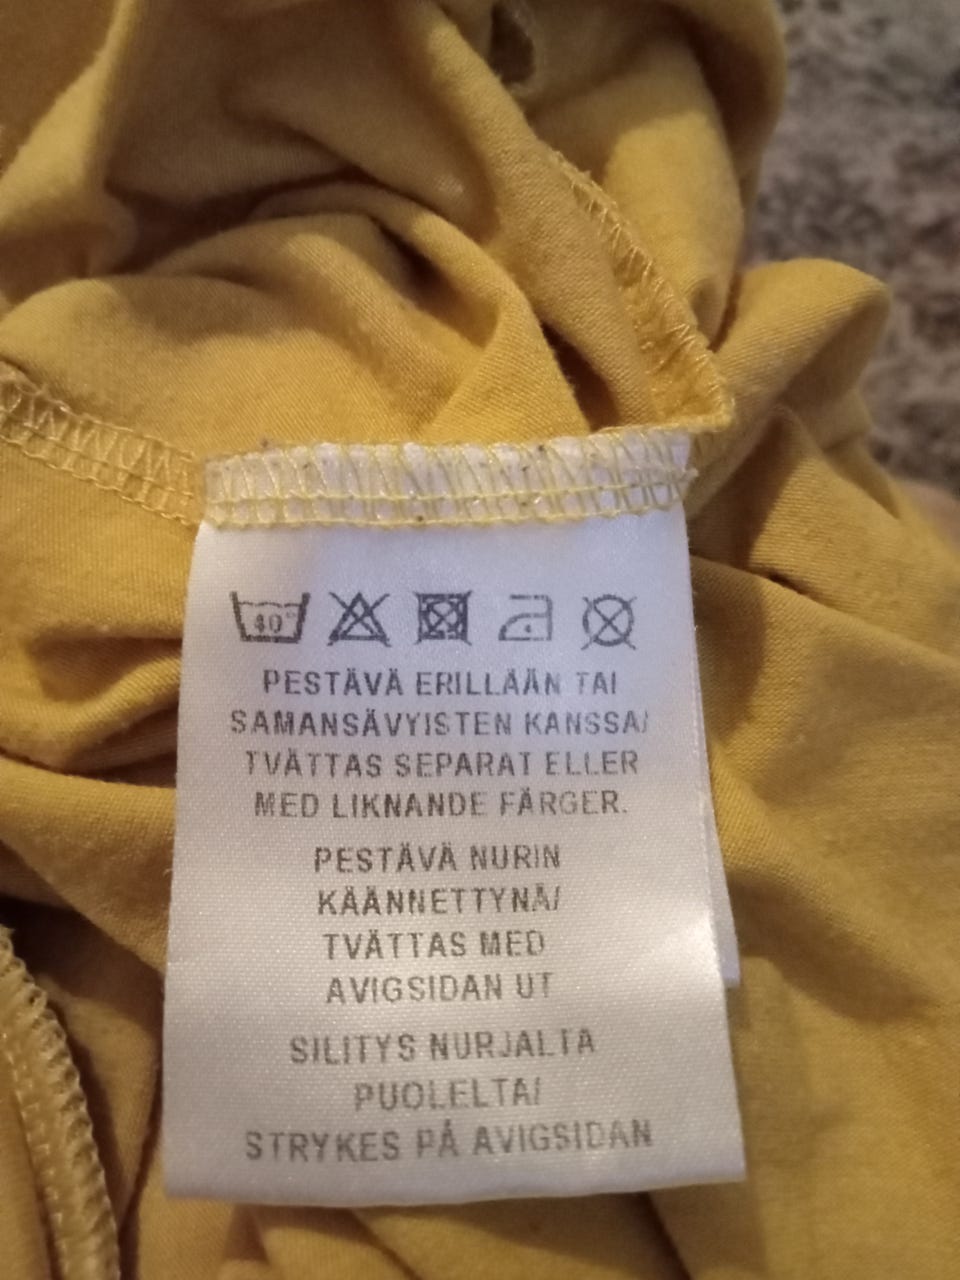 40°
PESTÄVÄ ERILLÄÄN TAI
SAMANSÄVYISTEN KANSSA/
TVÄTTAS SEPARAT ELLER
MED LIKNANDE FÄRGER.
PESTÄVÄ NURIN
KÄÄNNETTYNÄ/
TVÄTTAS MED
AVIGSIDAN UT
SILITYS NURJALTA
PUOLELTA/
STRYKES PÅ AVIGSIDAN